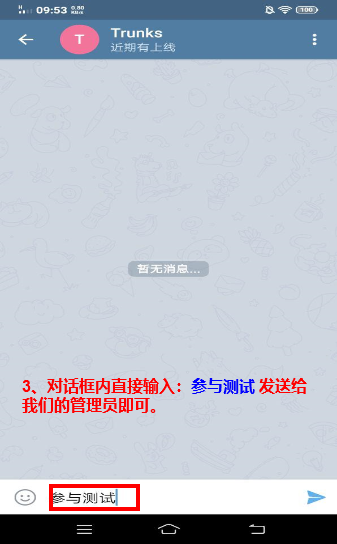 09:53 0.80 KB/s 100
T Trunks
近期有上线
暂无消息...
3、对话框内直接输入：参与测试 发送给
我们的管理员即可。
参与测试